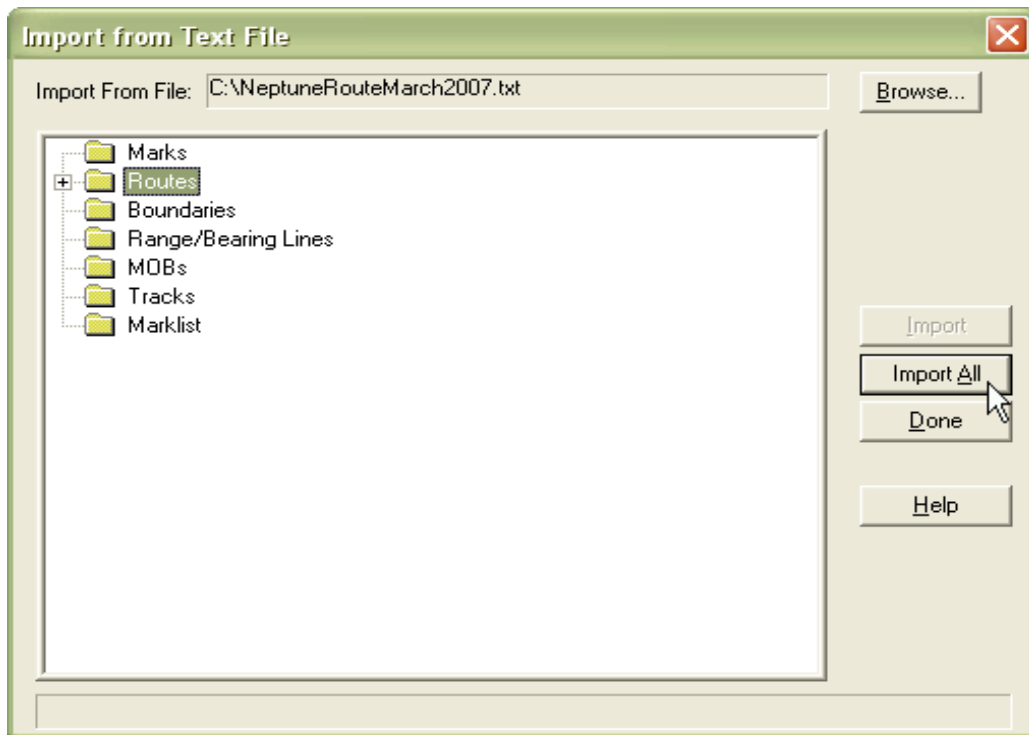 Import from Text File
Import From File: C:\NeptuneRouteMarch2007.txt
Browse...
Marks
Routes
Boundaries
Range/Bearing Lines
MOBs
Tracks
Marklist
Import
Import All
Done
Help